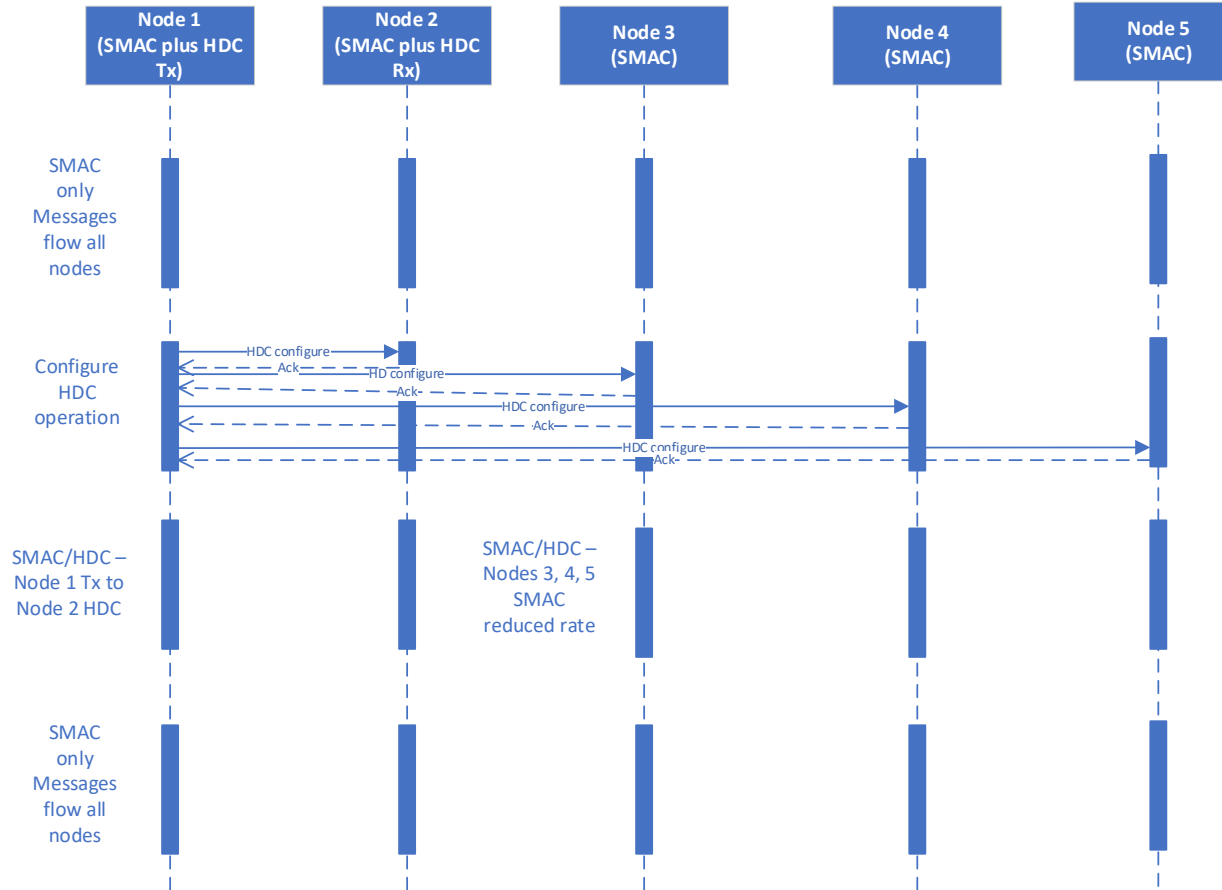 Node 1
(SMAC plus HDC
Tx)
Node 2
(SMAC plus HDC
Rx)
Node 3
(SMAC)
Node 4
(SMAC)
Node 5
(SMAC)
SMAC
only
Messages
flow all
nodes
Configure
HDC
operation
HDC configure
Ack
HD configure
Ack
HDC configure
Ack
HDC configure
Ack
SMAC/HDC –
Node 1 Tx to
Node 2 HDC
SMAC/HDC –
Nodes 3, 4, 5
SMAC
reduced rate
SMAC
only
Messages
flow all
nodes